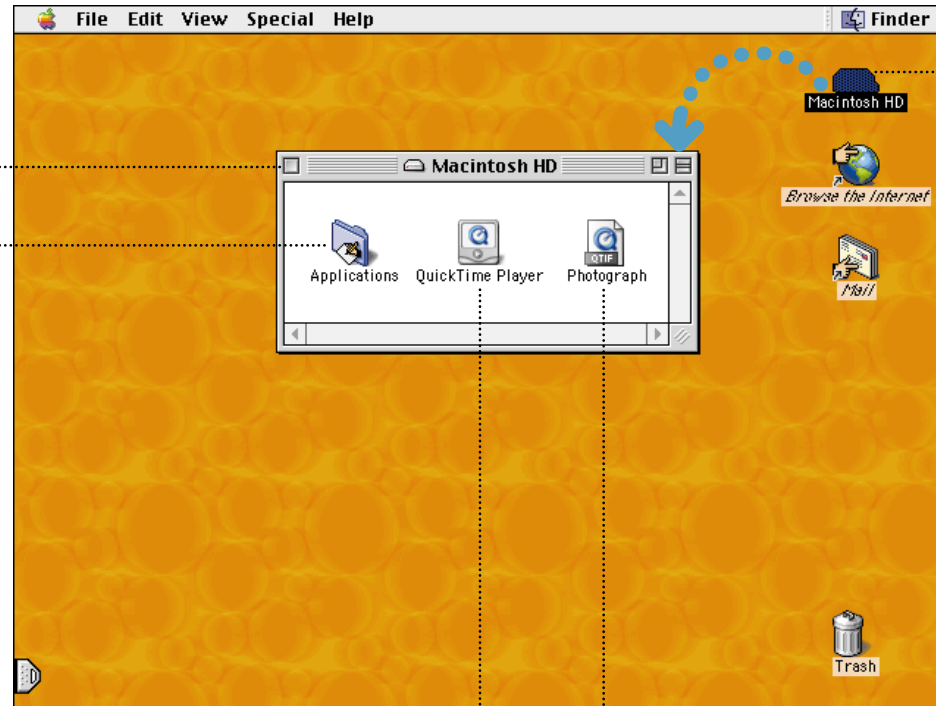 File Edit View Special Help Finder
Macintosh HD
Macintosh HD
Browse the Internet
Applications QuickTime Player QTIF Photograph
Mail
Trash